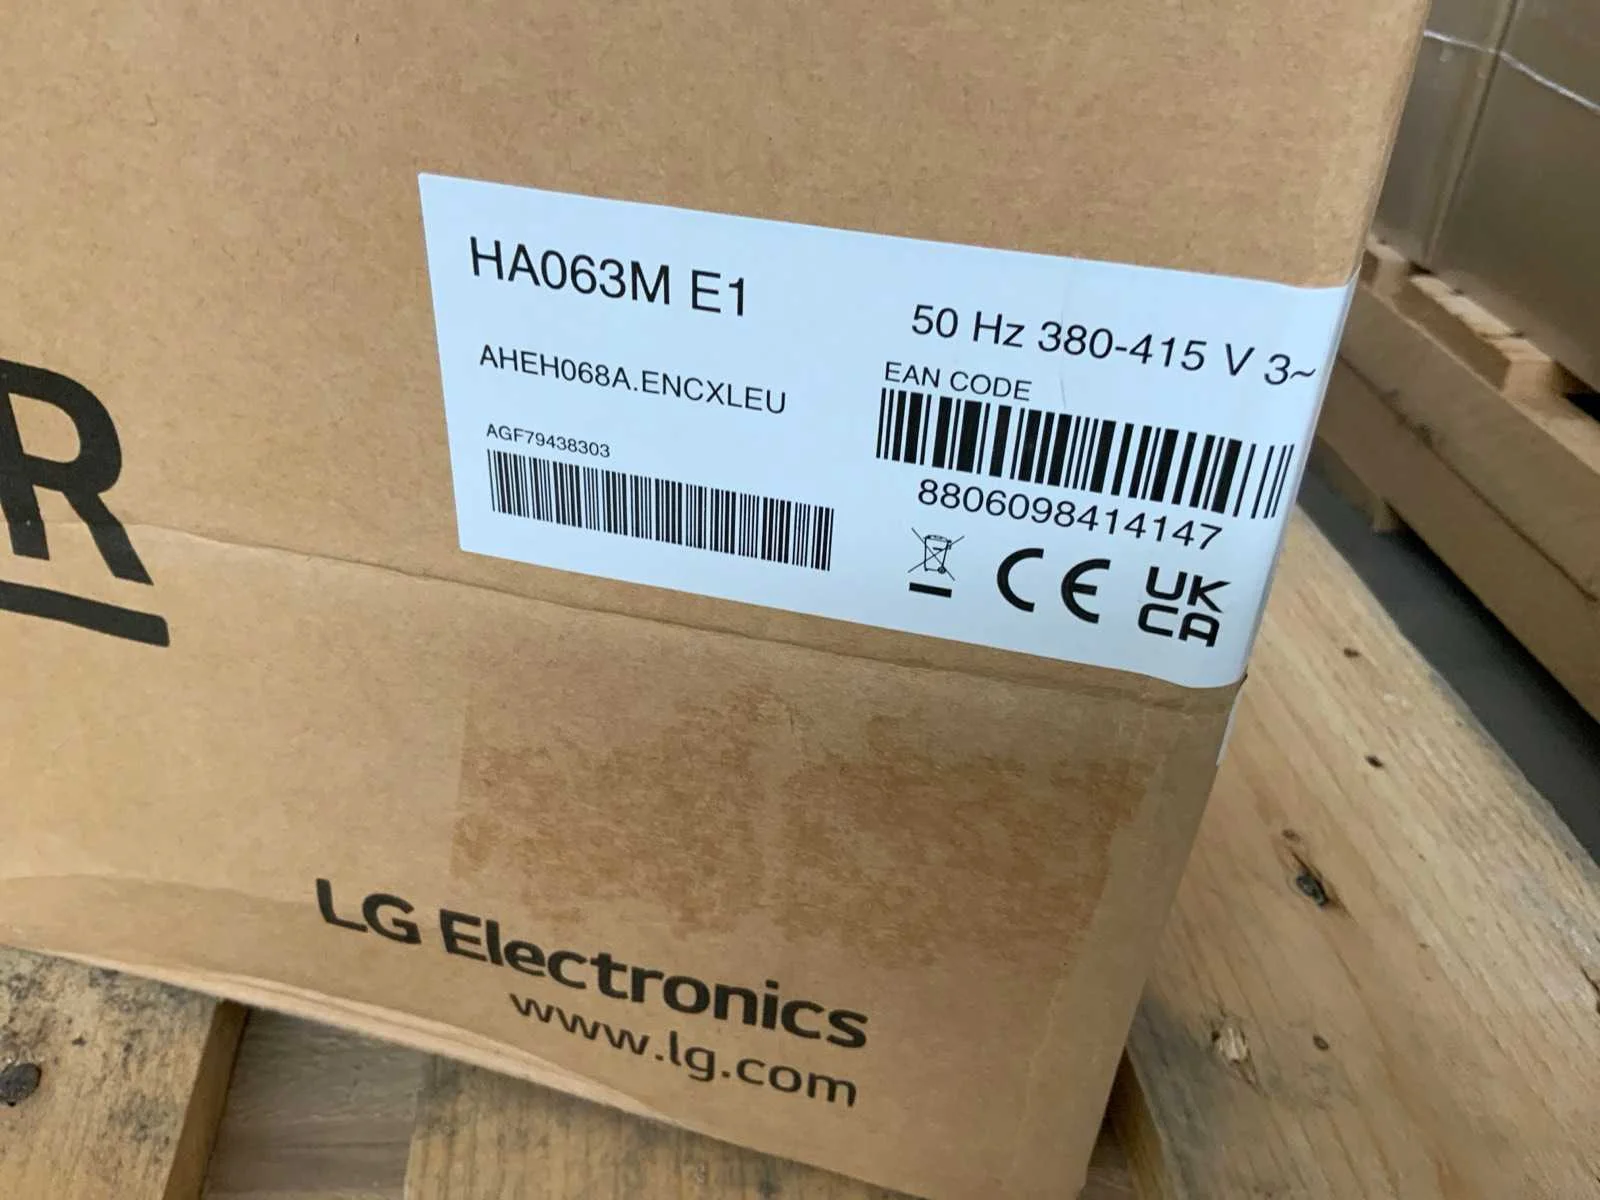 HA063M E1
50 Hz 380-415 V 3~
AHEH068A.ENCXLEU
EAN CODE
AGF79438303
8806098414147
CE
UK
CA
R
LG Electronics
www.lg.com